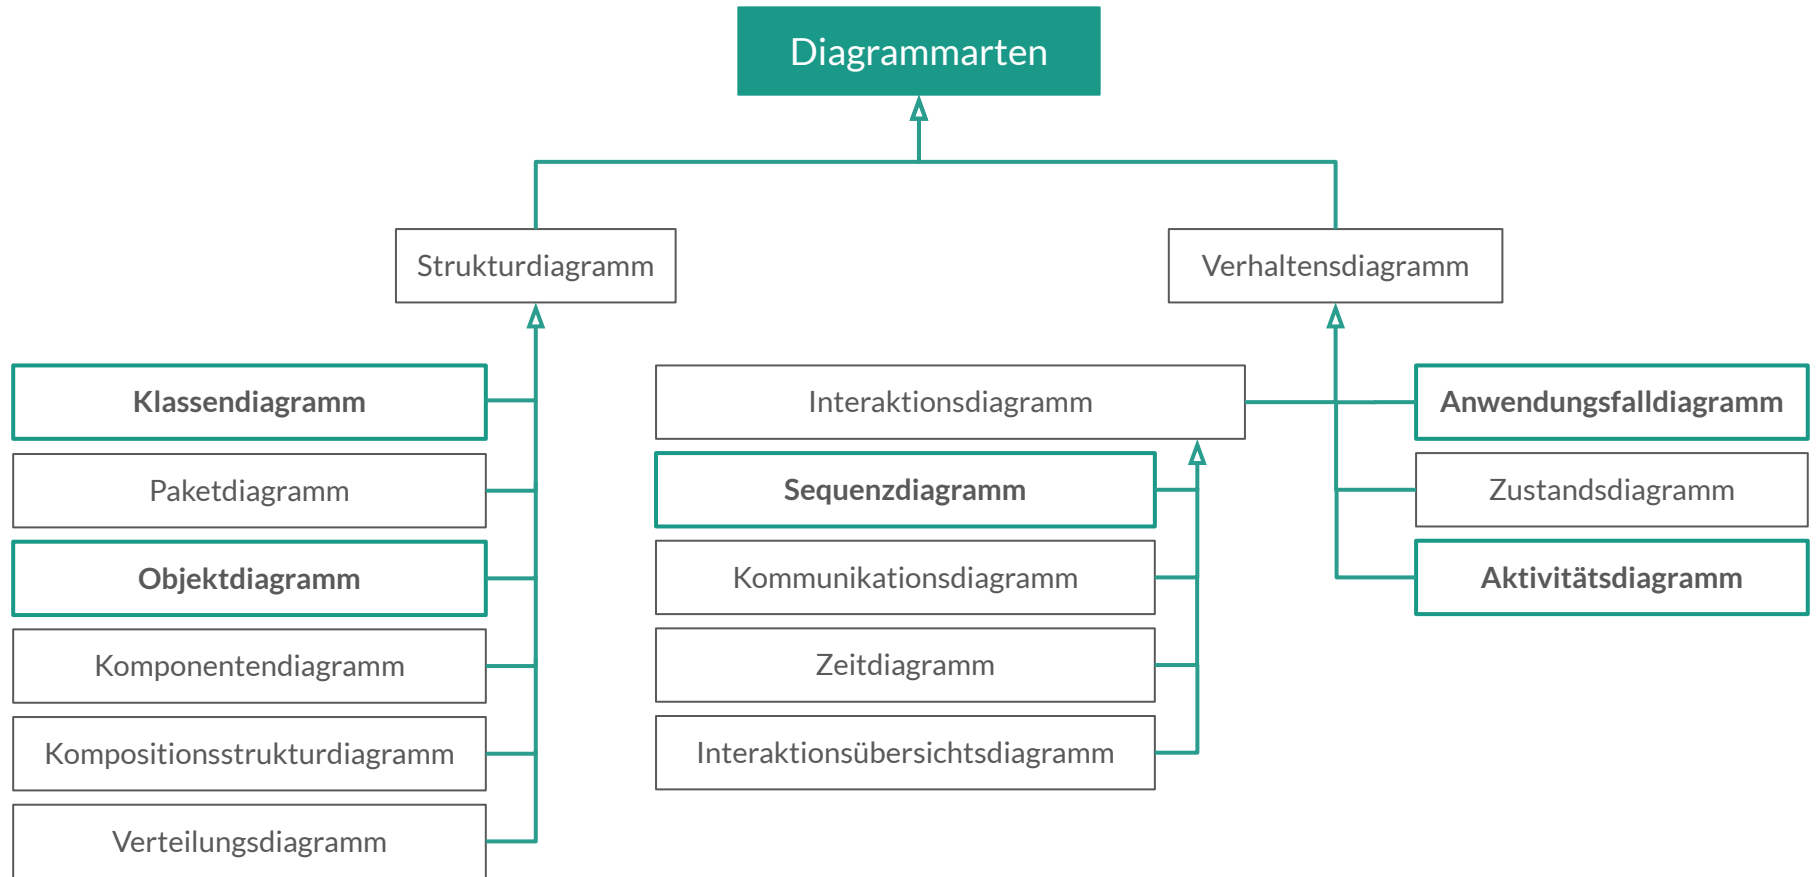 Diagrammarten
Strukturdiagramm
Verhaltensdiagramm
Klassendiagramm
Paketdiagramm
Objektdiagramm
Komponentendiagramm
Kompositionsstrukturdiagramm
Verteilungsdiagramm
Interaktionsdiagramm
Sequenzdiagramm
Kommunikationsdiagramm
Zeitdiagramm
Interaktionsübersichtsdiagramm
Anwendungsfalldiagramm
Zustandsdiagramm
Aktivitätsdiagramm